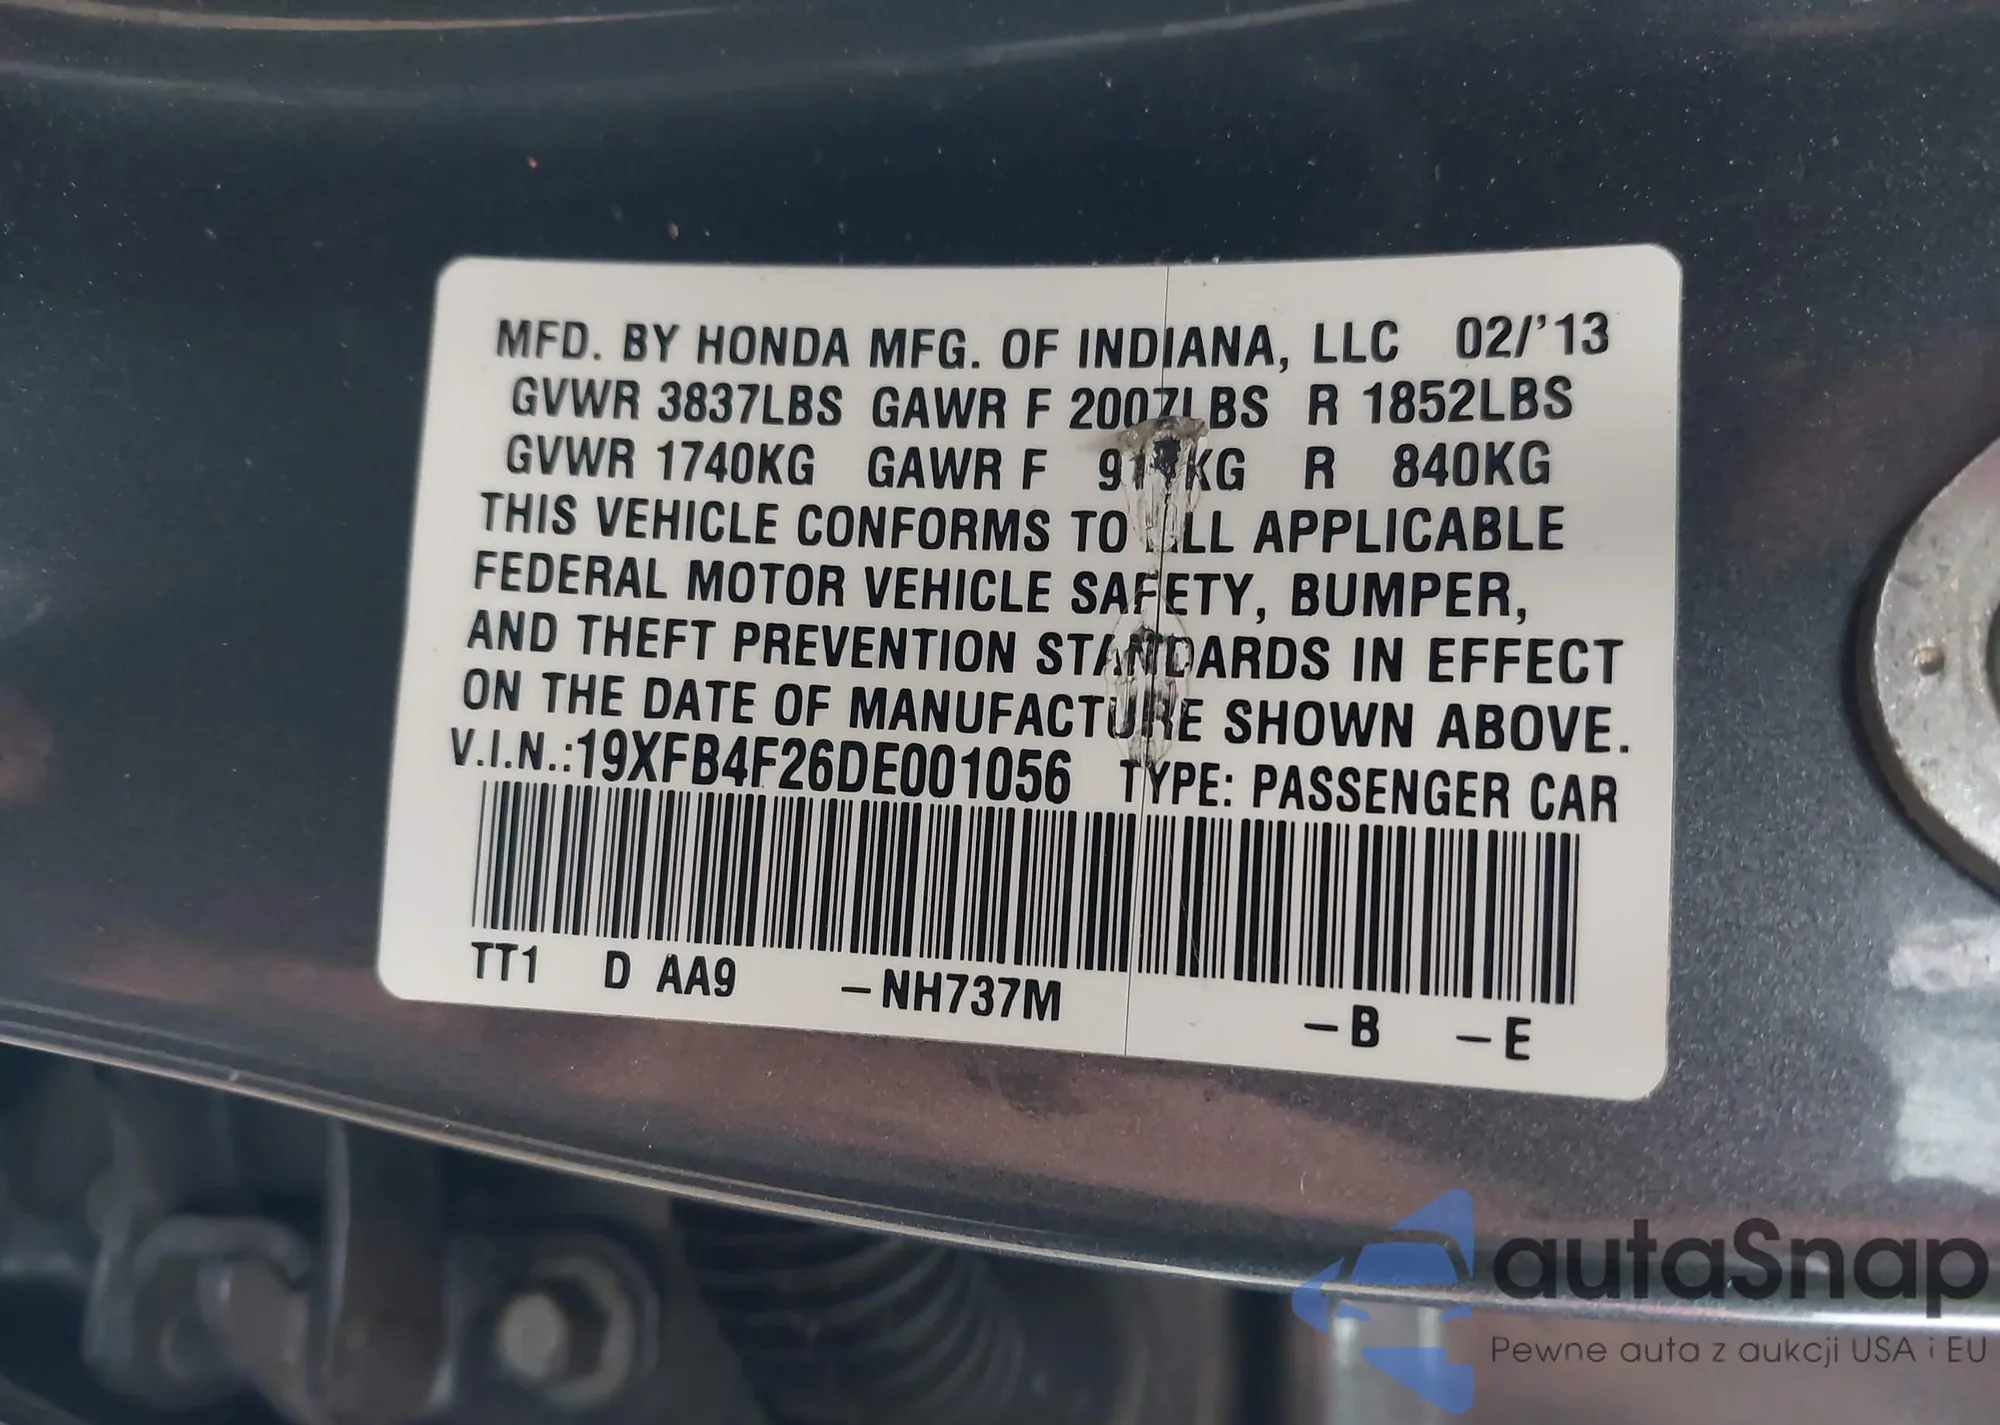 MFD. BY HONDA MFG. OF INDIANA, LLC 02/'13
GVWR 3837LBS GAWR F 2007LBS R 1852LBS
GVWR 1740KG GAWR F KG R 840KG
THIS VEHICLE CONFORMS TO ALL APPLICABLE
FEDERAL MOTOR VEHICLE SAFETY, BUMPER,
AND THEFT PREVENTION STANDARDS IN EFFECT
ON THE DATE OF MANUFACTURE SHOWN ABOVE.
V.I.N.:19XFB4F26DE001056 TYPE: PASSENGER CAR
TT1 D AA9 -NH737M -B -E
autaSnap
Pewne auta z aukcji USA i EU